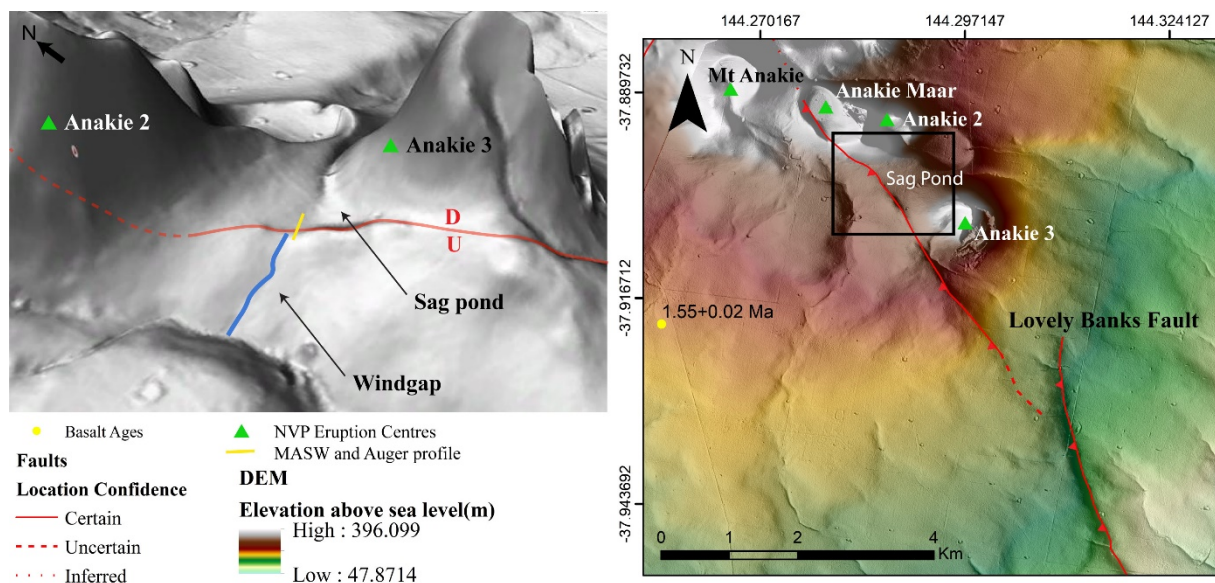 N
Anakie 2
Anakie 3
D
U
Sag pond
Windgap
Basalt Ages
Faults
Location Confidence
Certain
Uncertain
Inferred
NVP Eruption Centres
MASW and Auger profile
DEM
Elevation above sea level(m)
High : 396.099
Low : 47.8714
144.270167 144.297147 144.324127
-37.889732
-37.916712
-37.943692
N
Mt Anakie
Anakie Maar
Anakie 2
Sag Pond
Anakie 3
1.55+0.02 Ma
Lovely Banks Fault
0 1 2 4
Km